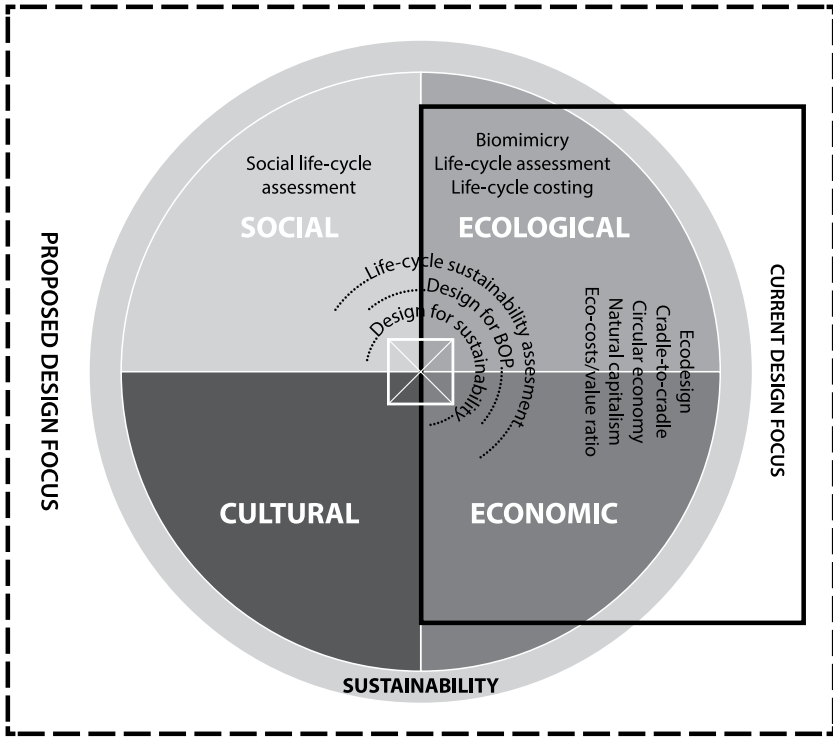 PROPOSED DESIGN FOCUS
Social life-cycle
assessment
SOCIAL
Biomimicry
Life-cycle assessment
Life-cycle costing
ECOLOGICAL
Life-cycle sustainability assesment
Design for BOP
Design for sustainability
Ecodesign
Cradle-to-cradle
Circular economy
Natural capitalism
Eco-costs/value ratio
CURRENT DESIGN FOCUS
CULTURAL
ECONOMIC
SUSTAINABILITY